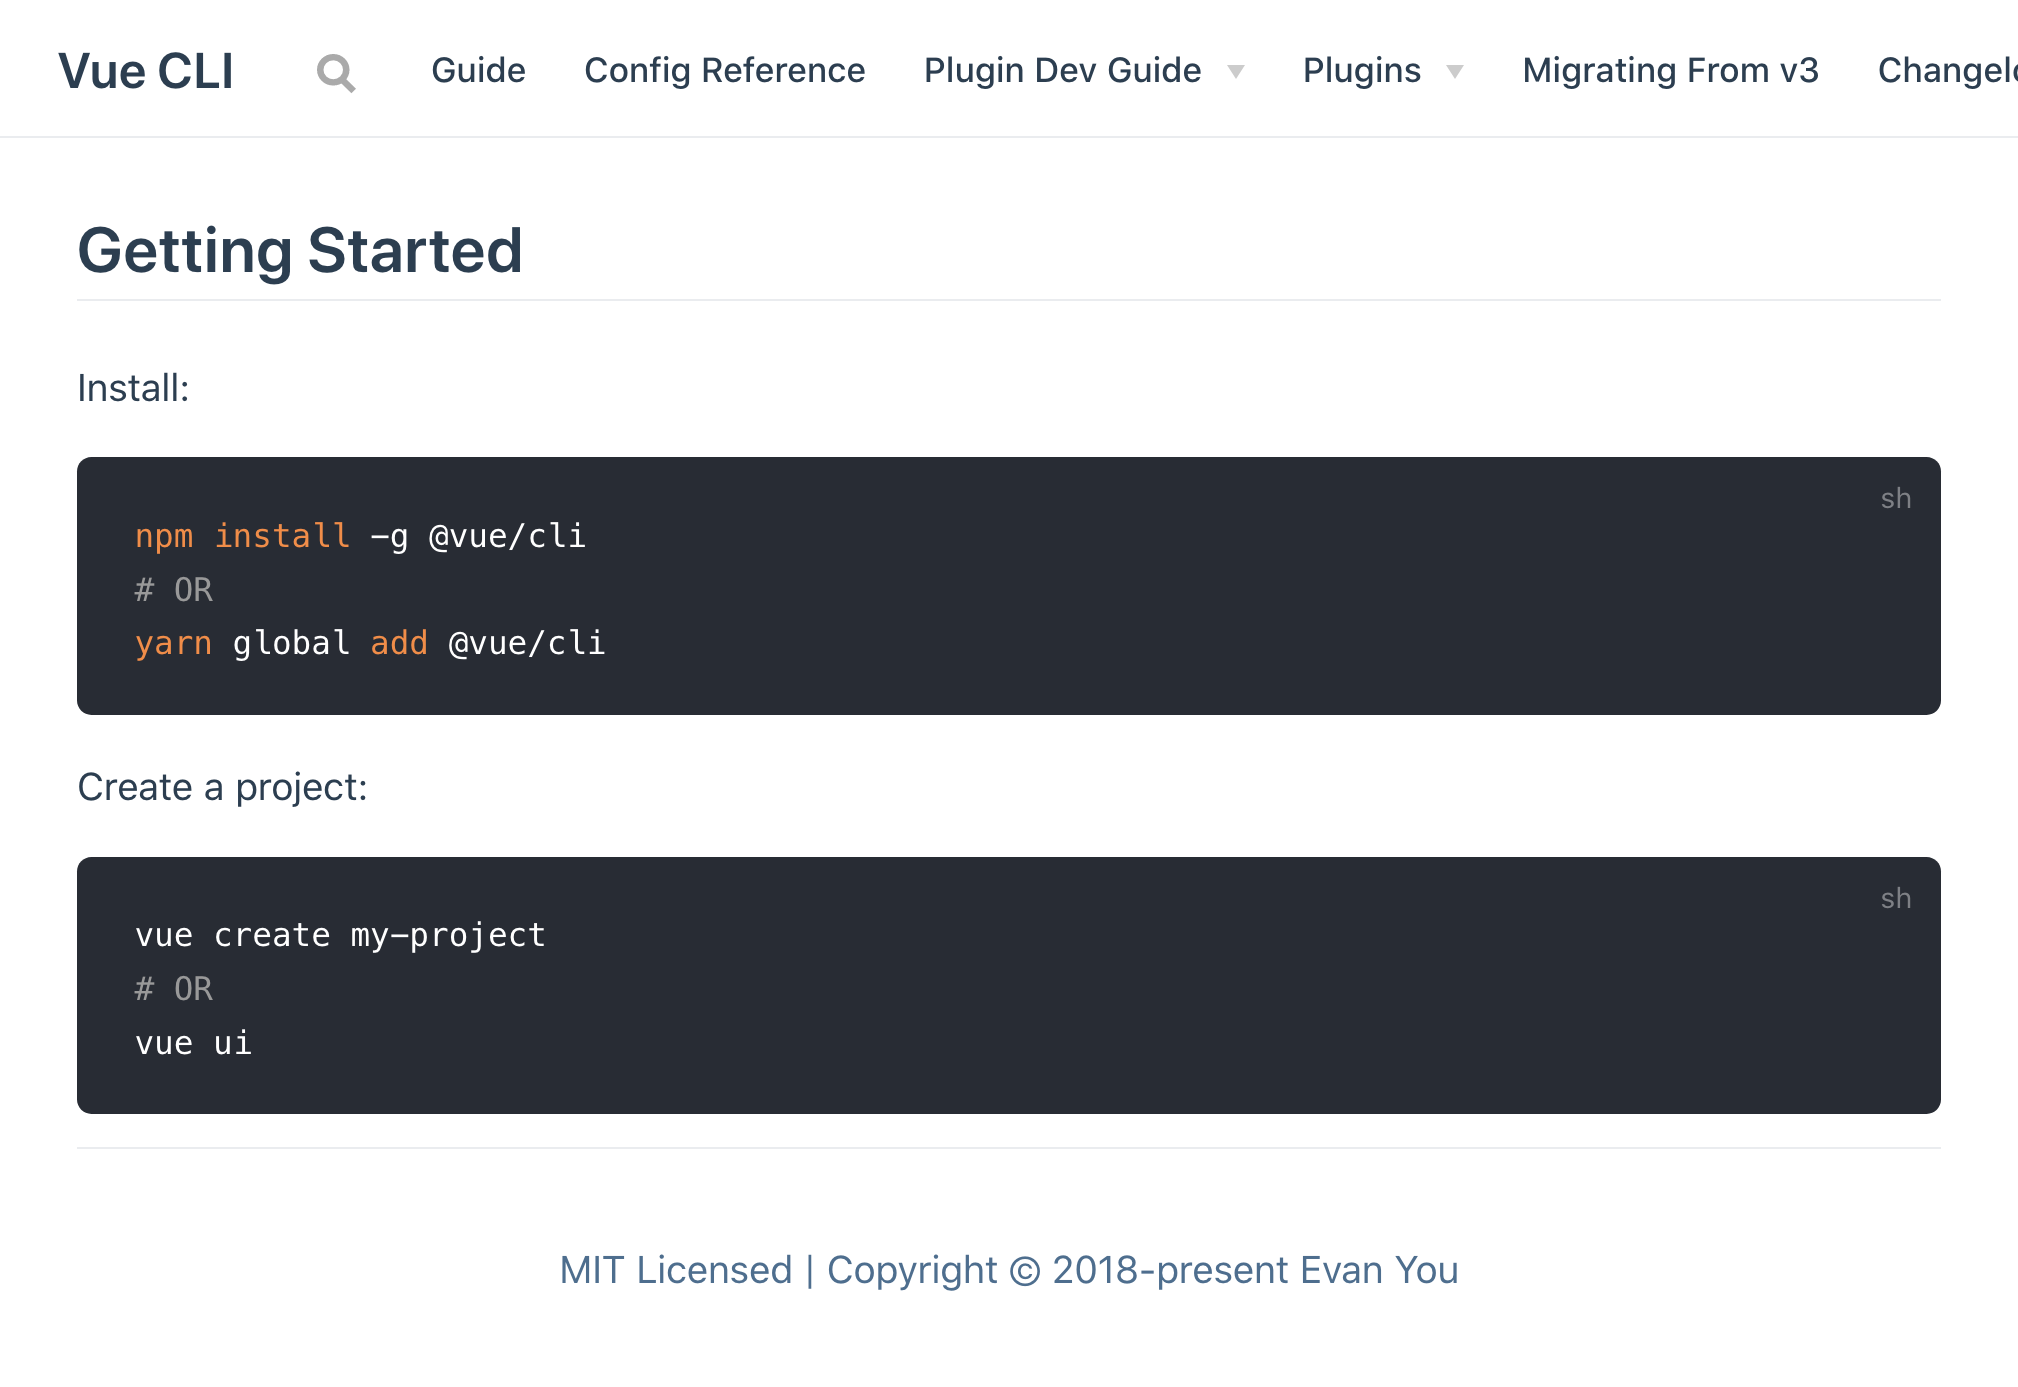 Vue CLI Guide Config Reference Plugin Dev Guide Plugins Migrating From v3 Changelo
Getting Started
Install:
sh
npm install -g @vue/cli
# OR
yarn global add @vue/cli
Create a project:
sh
vue create my-project
# OR
vue ui
MIT Licensed | Copyright © 2018-present Evan You